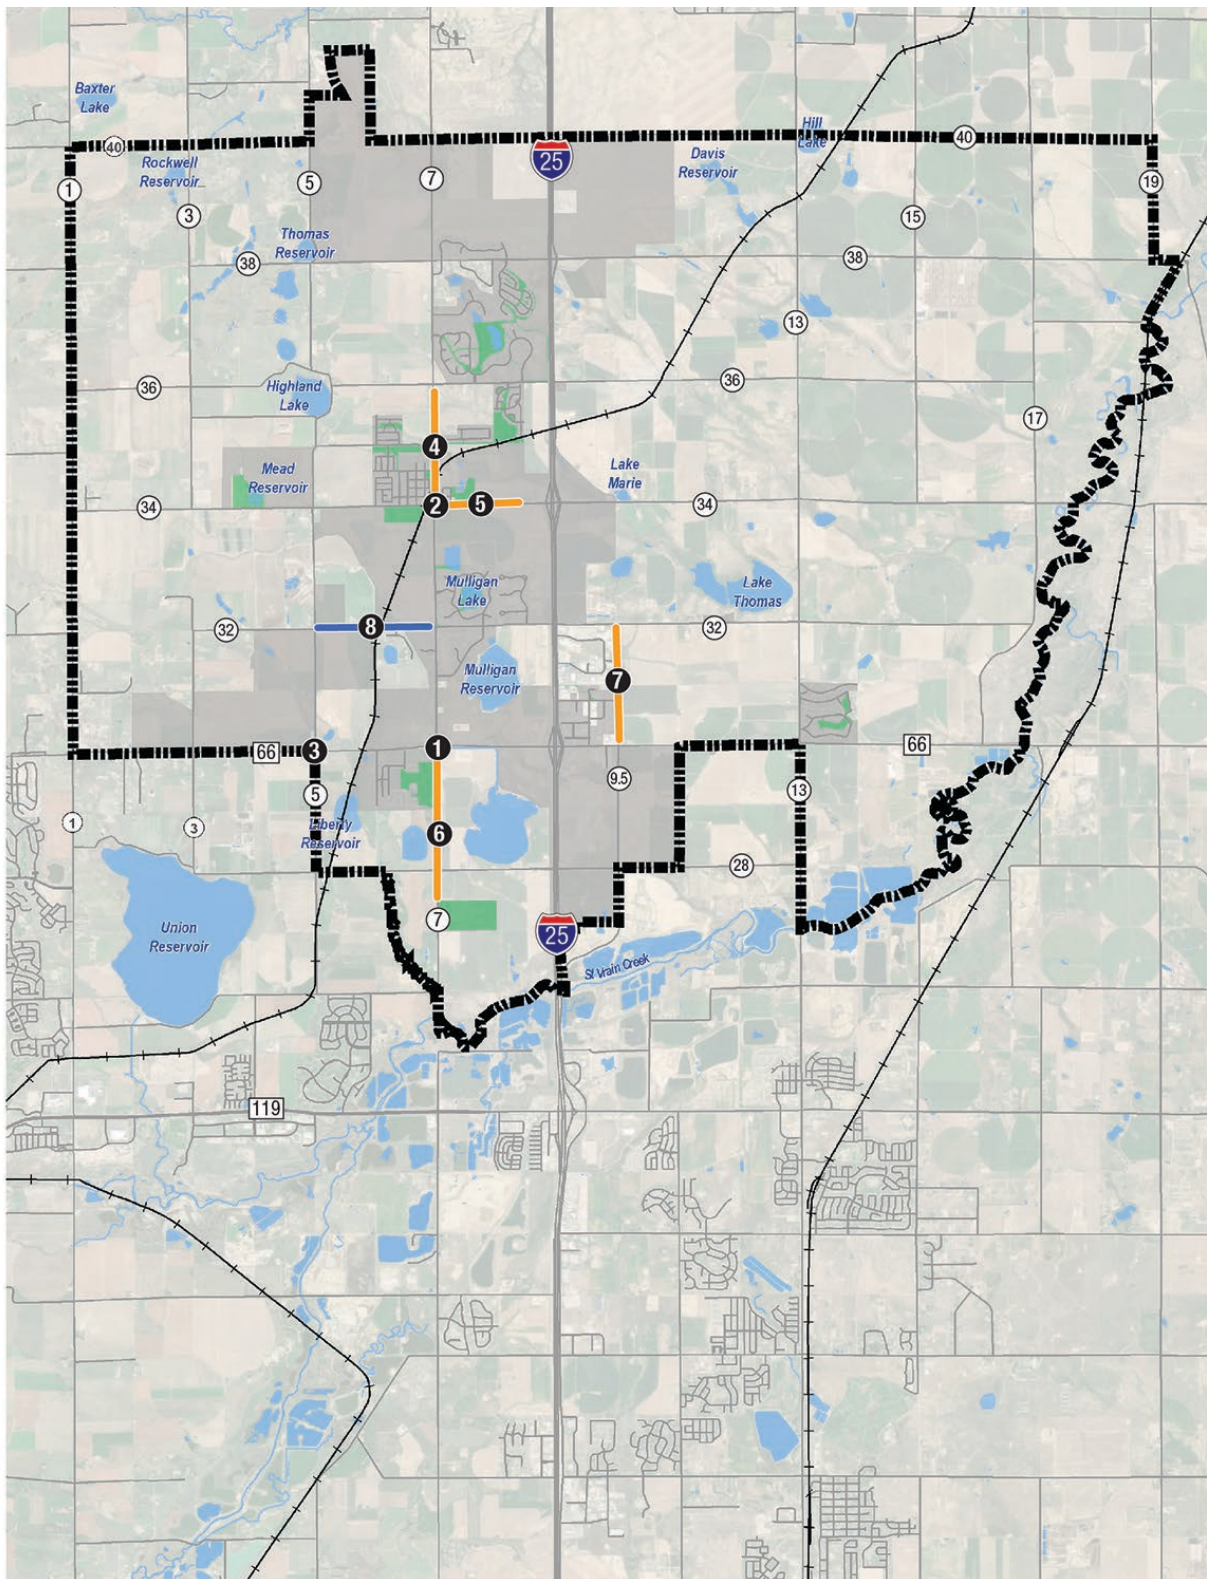 Baxter
Lake
Hill
Lake
40
40
25
Rockwell
Reservoir
Davis
Reservoir
1
5
7
19
3
15
Thomas
Reservoir
38
38
13
36
36
Highland
Lake
17
4
Mead
Reservoir
Lake
Marie
34
2
5
34
Mulligan
Lake
Lake
Thomas
32
8
32
Mulligan
Reservoir
7
66
3
1
66
9.5
5
13
1
3
Liberty
Reservoir
6
28
7
Union
Reservoir
25
St Vrain Creek
119